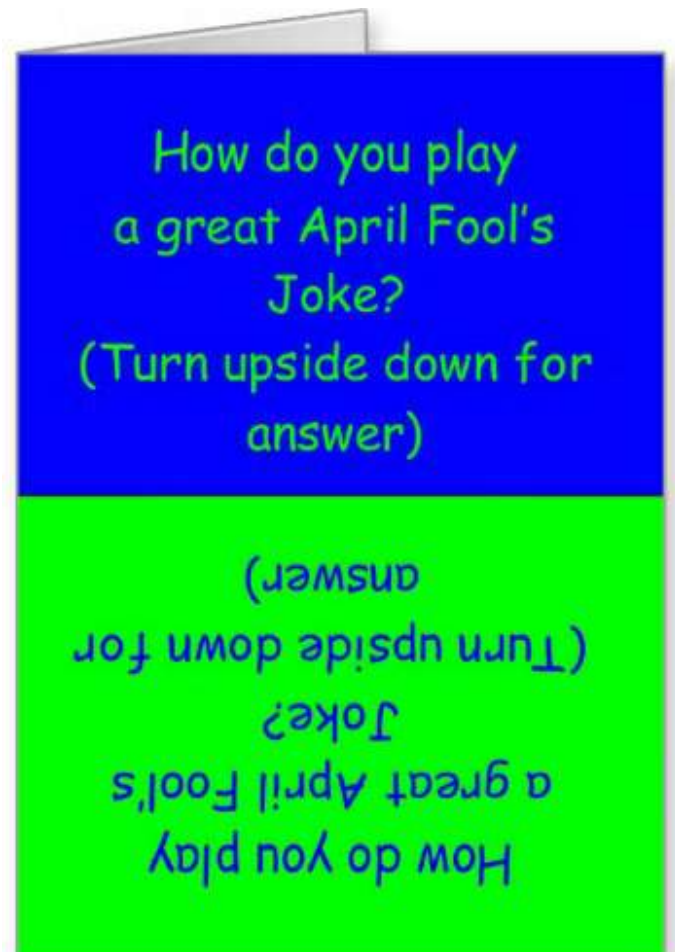 How do you play
a great April Fool's
Joke?
(Turn upside down for
answer)
How do you play
a great April Fool's
Joke?
(Turn upside down for
answer)